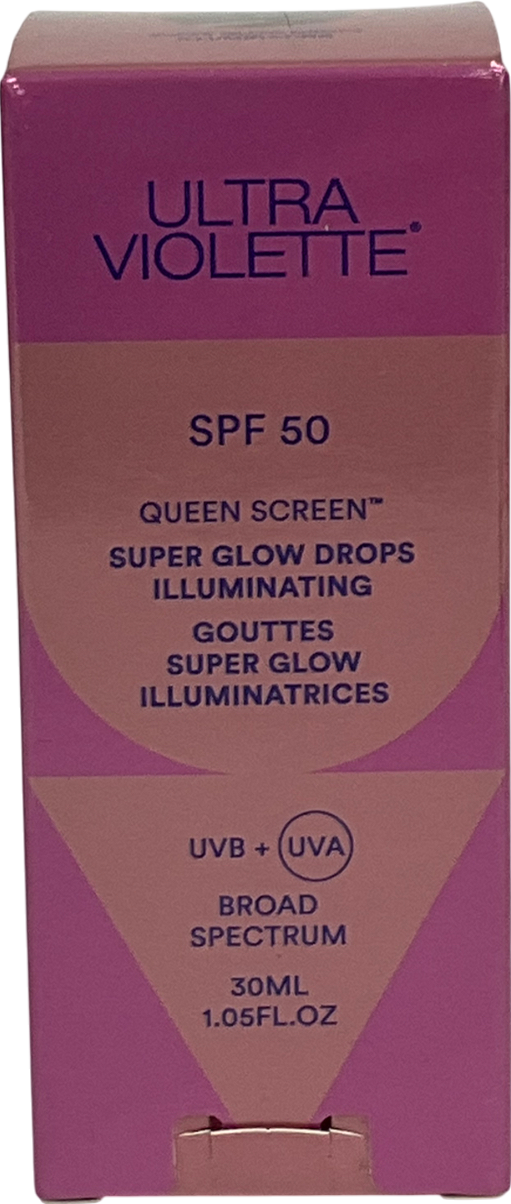 ULTRA
VIOLETTE®
SPF 50
QUEEN SCREEN™
SUPER GLOW DROPS
ILLUMINATING
GOUTTES
SUPER GLOW
ILLUMINATRICES
UVB + UVA
BROAD
SPECTRUM
30ML
1.05FL.OZ